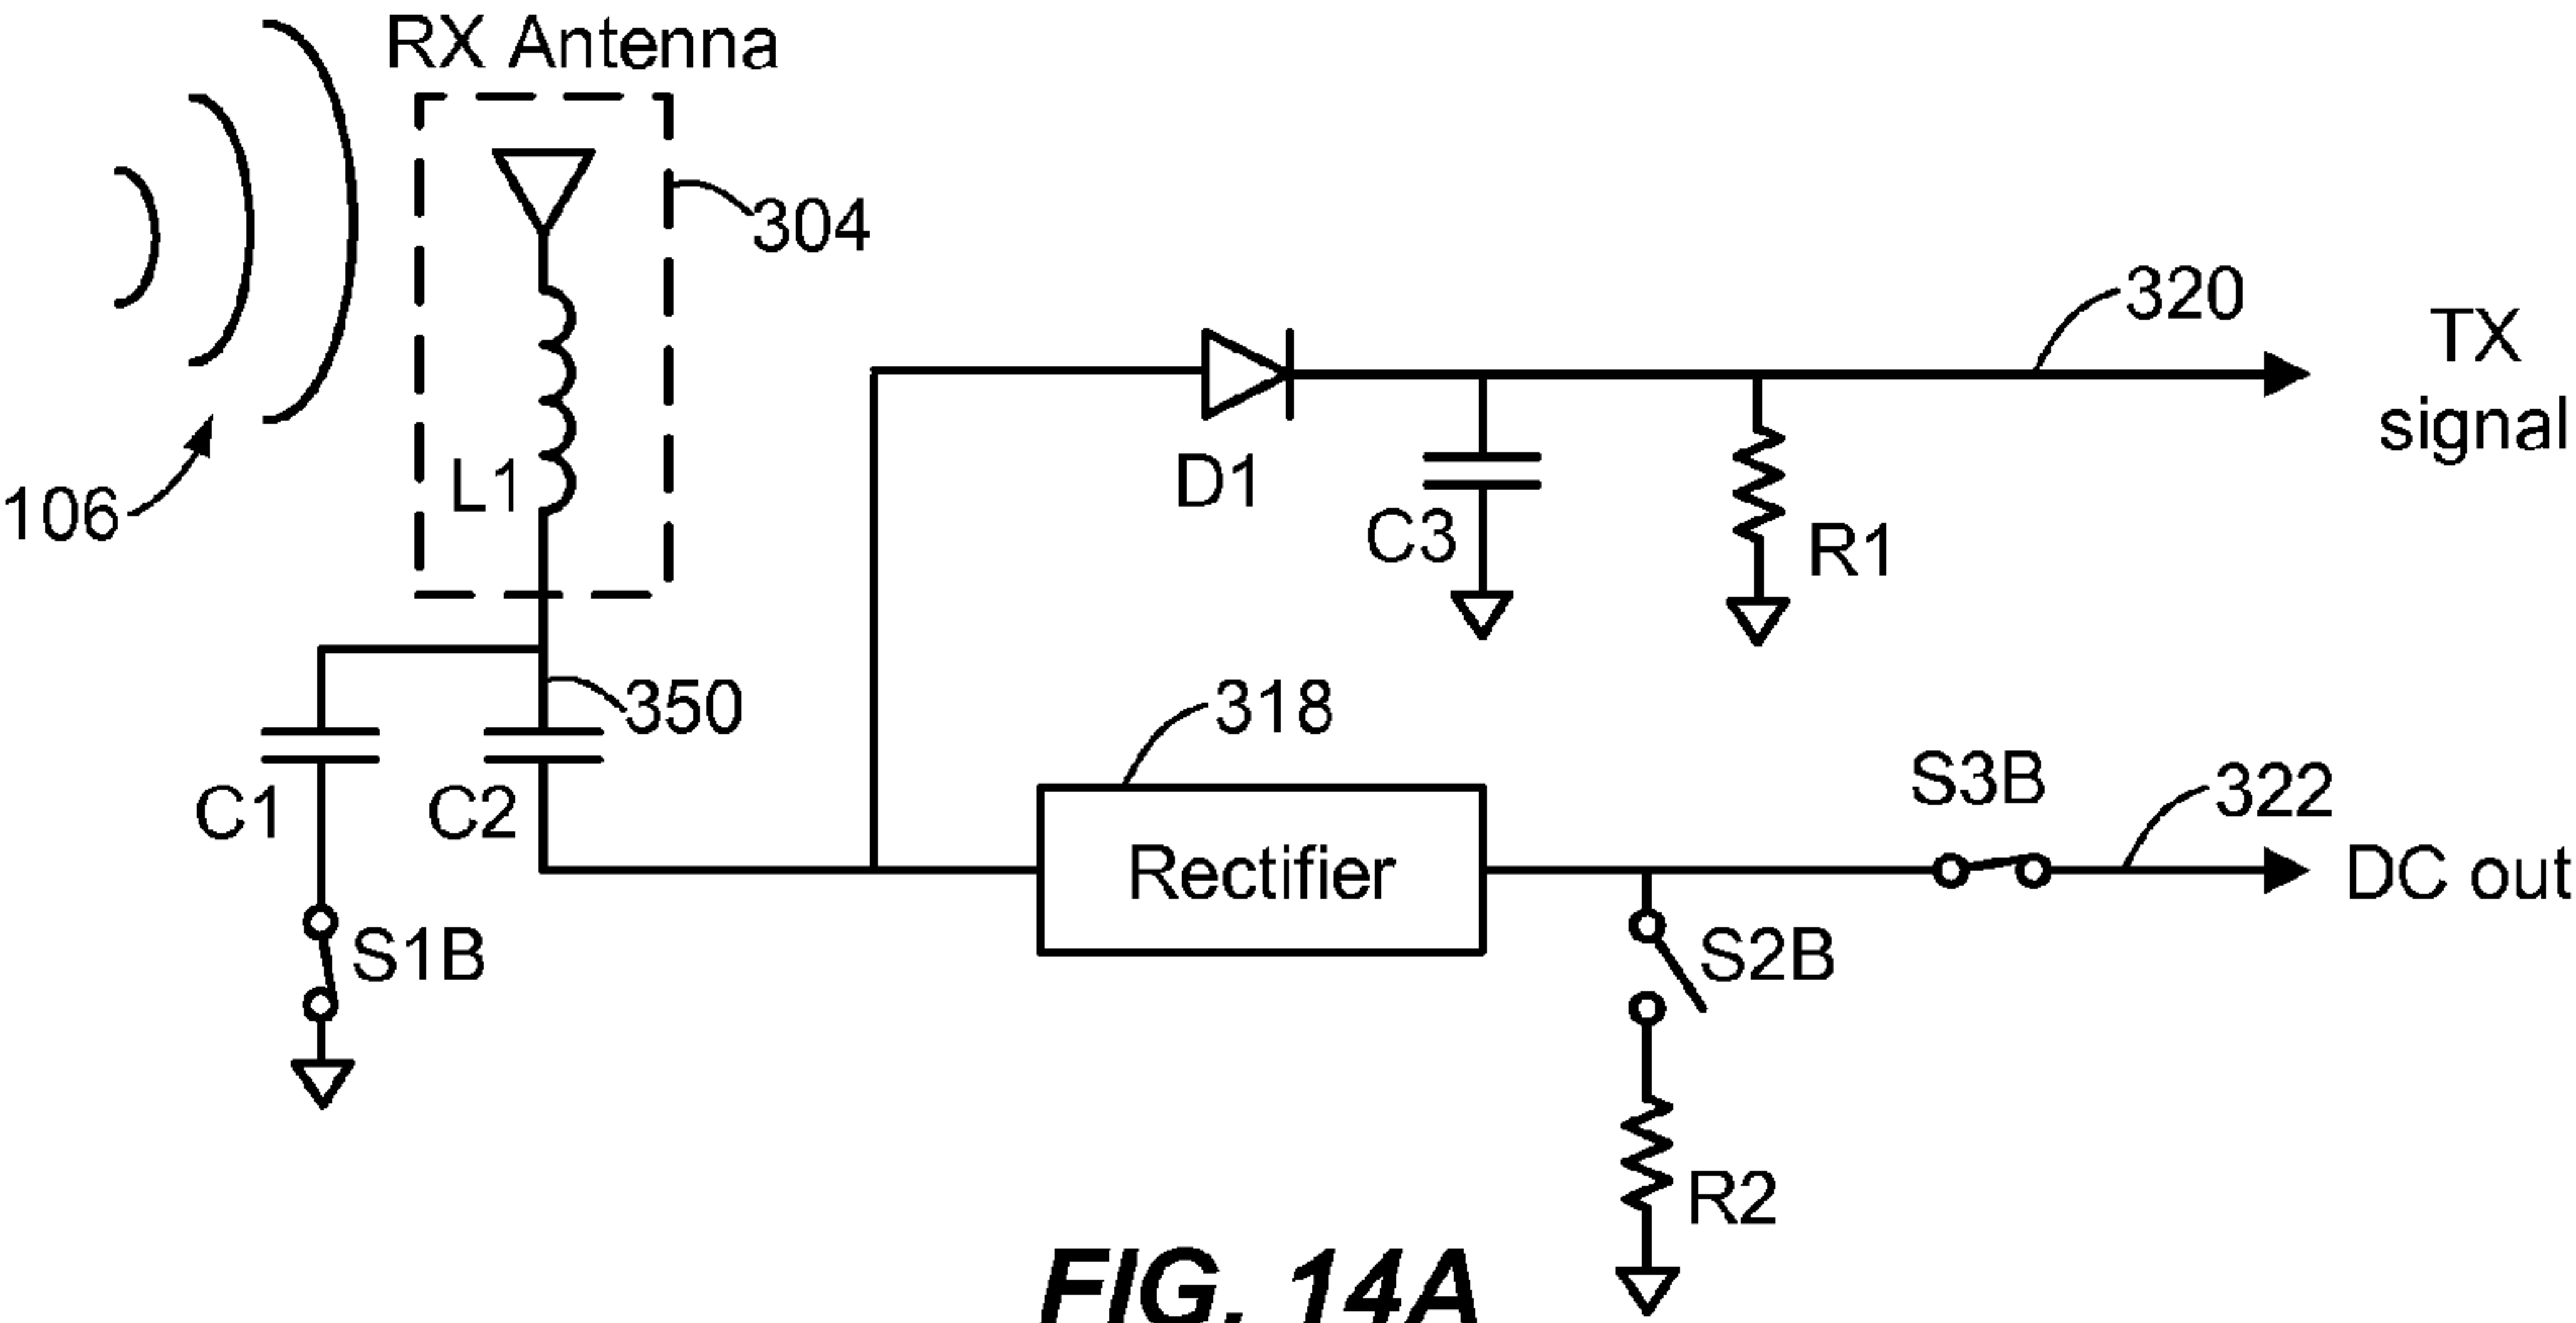 RX Antenna
304
106
L1
320
TX
signal
D1
C3
R1
350
318
C1
C2
Rectifier
S3B
322
DC out
S1B
S2B
R2
FIG. 14A